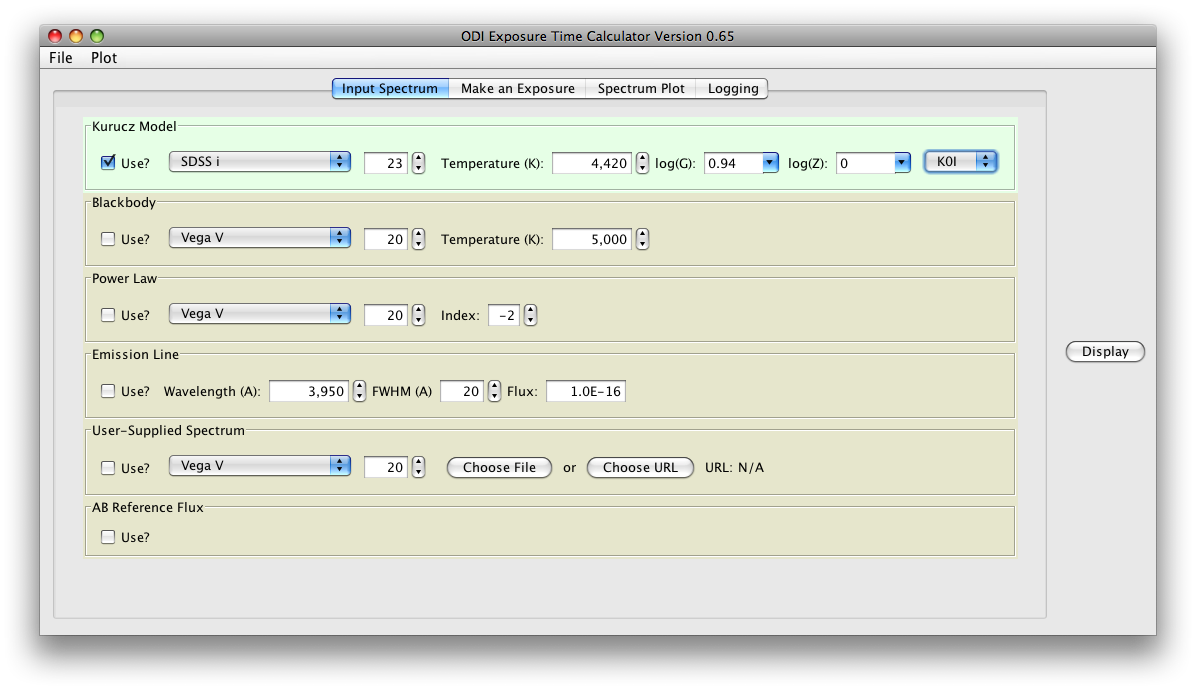 ODI Exposure Time Calculator Version 0.65
File Plot
Input Spectrum Make an Exposure Spectrum Plot Logging
Kurucz Model
Use? SDSS i 23 Temperature (K): 4,420 log(G): 0.94 log(Z): 0 K0I
Blackbody
Use? Vega V 20 Temperature (K): 5,000
Power Law
Use? Vega V 20 Index: -2
Display
Emission Line
Use? Wavelength (A): 3,950 FWHM (A) 20 Flux: 1.0E-16
User-Supplied Spectrum
Use? Vega V 20 Choose File or Choose URL URL: N/A
AB Reference Flux
Use?